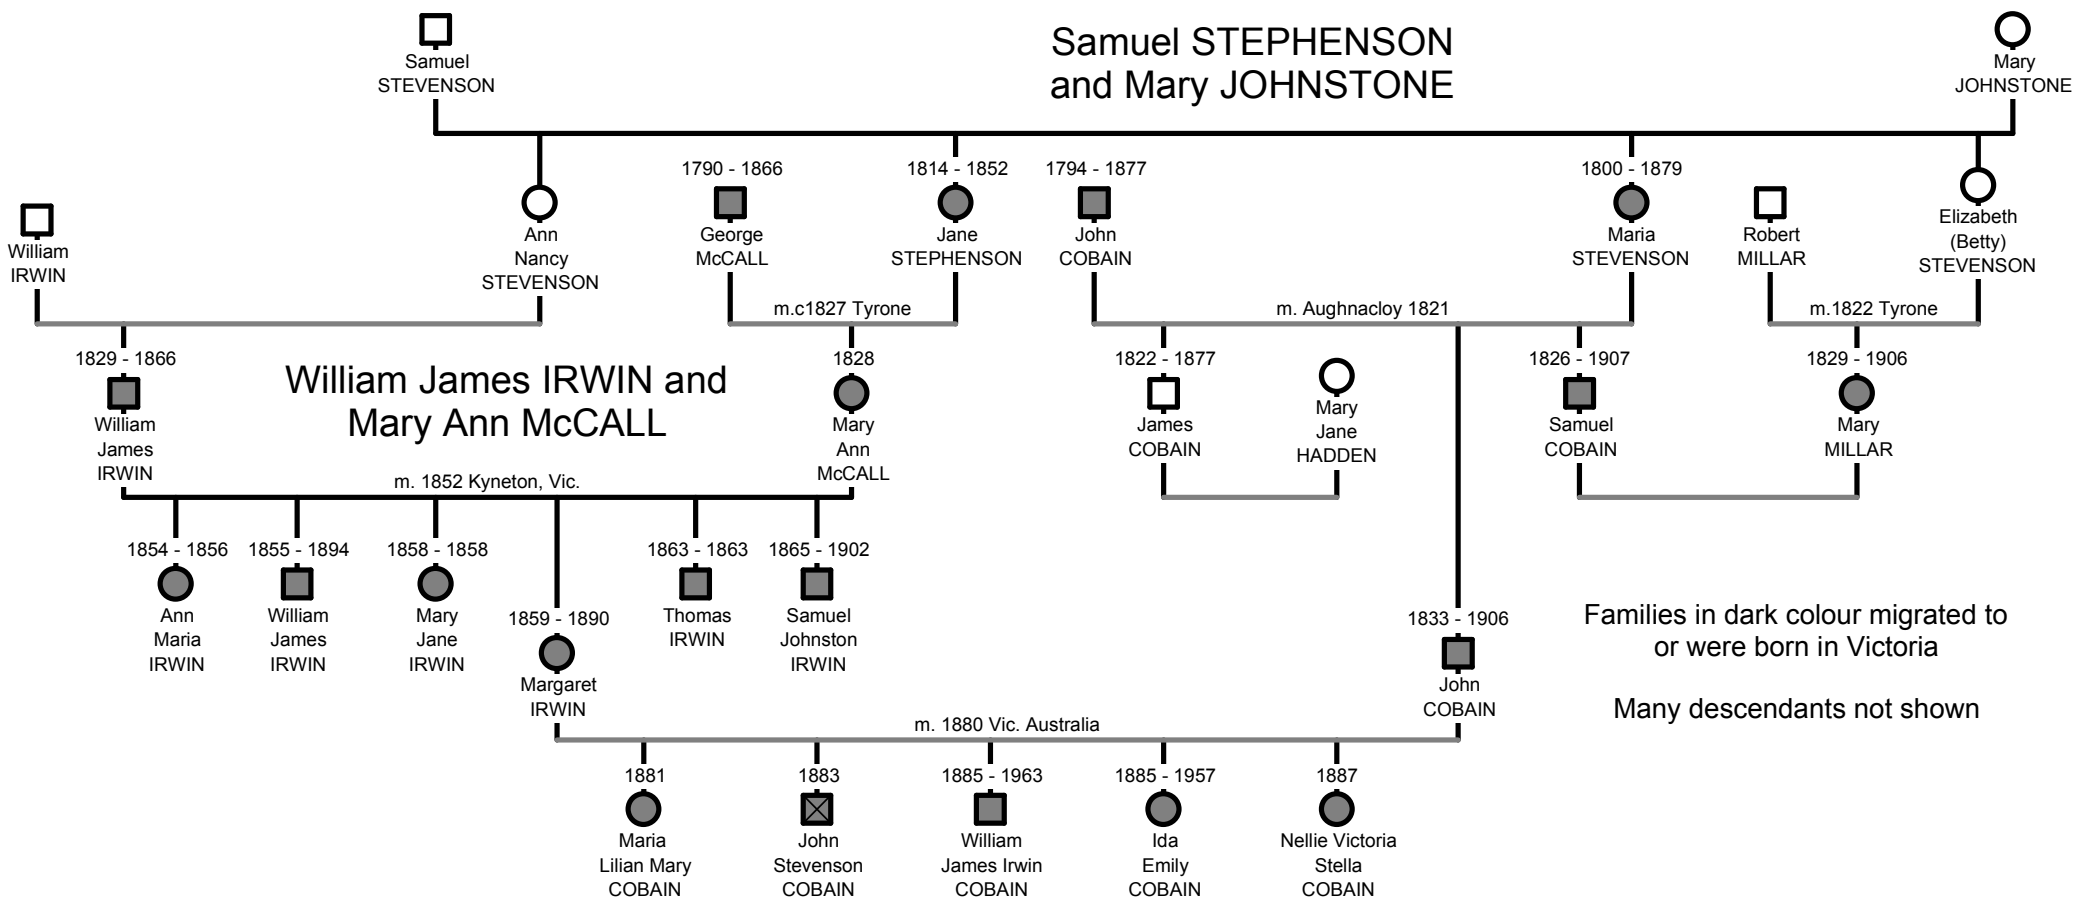 Samuel
STEVENSON
Samuel STEPHENSON
and Mary JOHNSTONE
Mary
JOHNSTONE
William
IRWIN
Ann
Nancy
STEVENSON
1790 - 1866
George
McCALL
1814 - 1852
Jane
STEPHENSON
1794 - 1877
John
COBAIN
1800 - 1879
Maria
STEVENSON
Robert
MILLAR
Elizabeth
(Betty)
STEVENSON
m.c1827 Tyrone
m. Aughnacloy 1821
m.1822 Tyrone
1829 - 1866
William
James
IRWIN
William James IRWIN and
Mary Ann McCALL
1828
Mary
Ann
McCALL
1822 - 1877
James
COBAIN
Mary
Jane
HADDEN
1826 - 1907
Samuel
COBAIN
1829 - 1906
Mary
MILLAR
m. 1852 Kyneton, Vic.
1854 - 1856
Ann
Maria
IRWIN
1855 - 1894
William
James
IRWIN
1858 - 1858
Mary
Jane
IRWIN
1859 - 1890
Margaret
IRWIN
1863 - 1863
Thomas
IRWIN
1865 - 1902
Samuel
Johnston
IRWIN
1833 - 1906
John
COBAIN
Families in dark colour migrated to
or were born in Victoria
Many descendants not shown
m. 1880 Vic. Australia
1881
Maria
Lilian Mary
COBAIN
1883
John
Stevenson
COBAIN
1885 - 1963
William
James Irwin
COBAIN
1885 - 1957
Ida
Emily
COBAIN
1887
Nellie Victoria
Stella
COBAIN